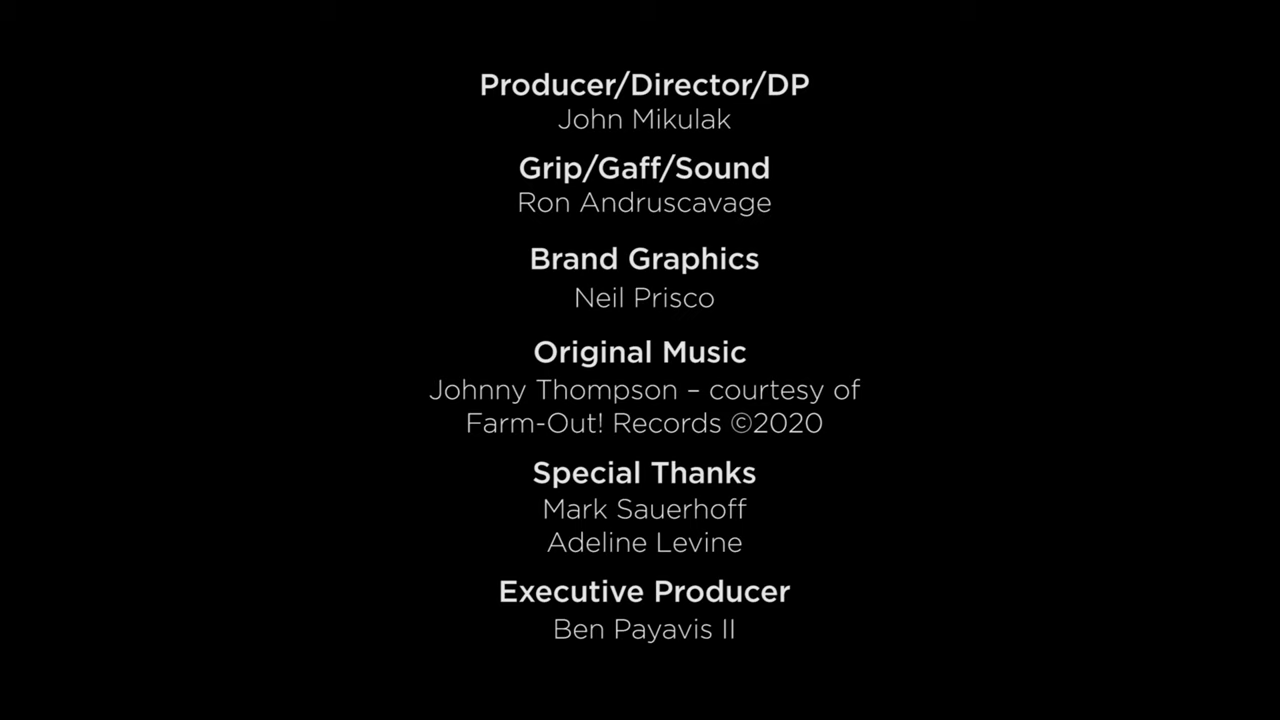 Producer/Director/DP
John Mikulak
Grip/Gaff/Sound
Ron Andruscavage
Brand Graphics
Neil Prisco
Original Music
Johnny Thompson – courtesy of
Farm-Out! Records ©2020
Special Thanks
Mark Sauerhoff
Adeline Levine
Executive Producer
Ben Payavis II